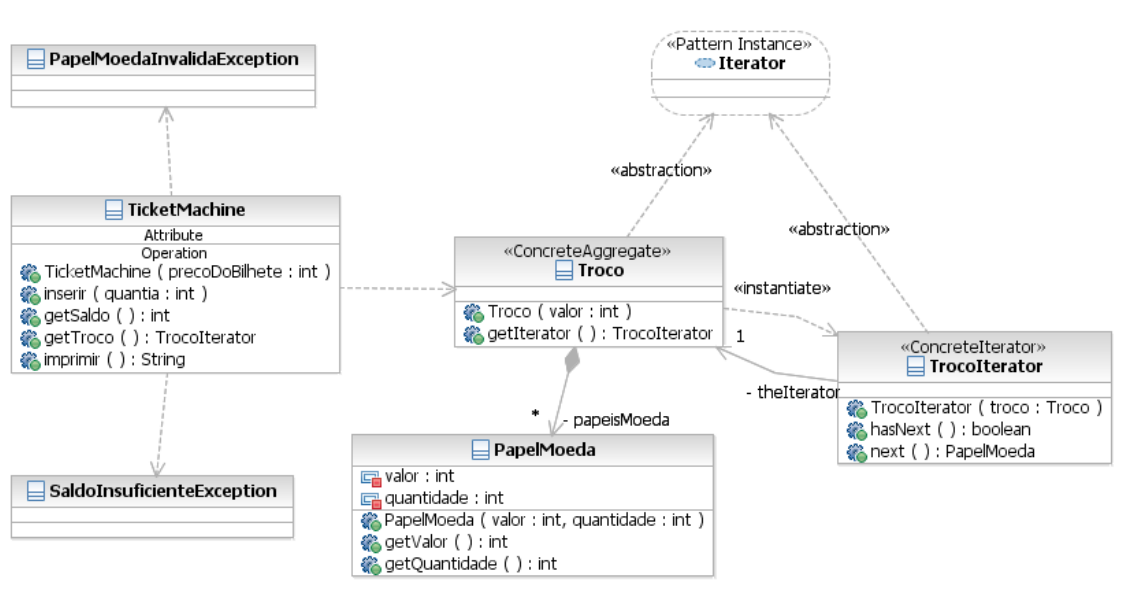 PapelMoedaInvalidaException
«Pattern Instance»
Iterator
«abstraction»
«abstraction»
TicketMachine
Attribute
Operation
TicketMachine ( precoDoBilhete : int )
inserir ( quantia : int )
getSaldo ( ) : int
getTroco ( ) : TrocoIterator
imprimir ( ) : String
«ConcreteAggregate»
Troco
Troco ( valor : int )
getIterator ( ) : TrocoIterator
«instantiate»
1
- theIterator
«ConcreteIterator»
TrocoIterator
TrocoIterator ( troco : Troco )
hasNext ( ) : boolean
next ( ) : PapelMoeda
*
- papeisMoeda
PapelMoeda
valor : int
quantidade : int
PapelMoeda ( valor : int, quantidade : int )
getValor ( ) : int
getQuantidade ( ) : int
SaldoInsuficienteException